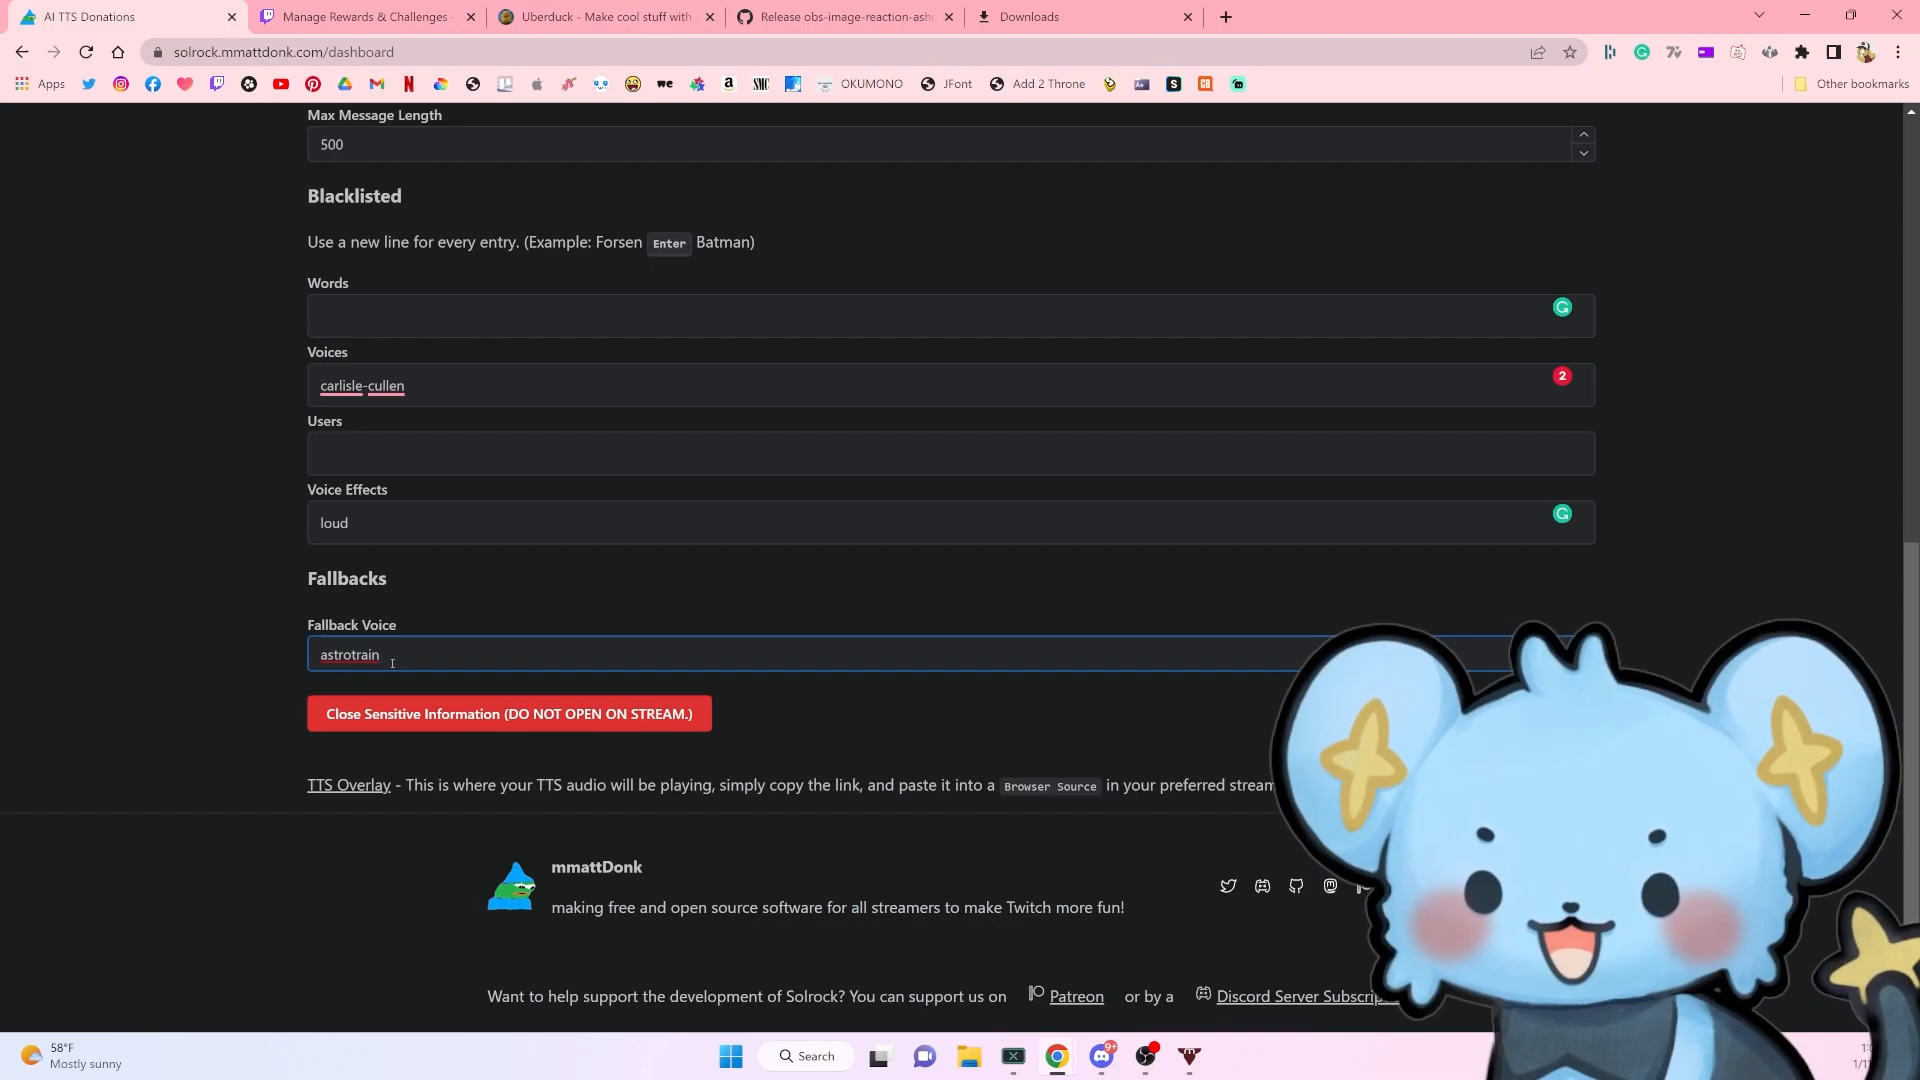 AI TTS Donations
Manage Rewards & Challenges -
Uberduck - Make cool stuff with
Release obs-image-reaction-ashr
Downloads
solrock.mmattdonk.com/dashboard
Apps
OKUMONO
JFont
Add 2 Throne
Other bookmarks
Max Message Length
500
Blacklisted
Use a new line for every entry. (Example: Forsen Enter Batman)
Words
Voices
carlisle-cullen
2
Users
Voice Effects
loud
Fallbacks
Fallback Voice
astrotrain
Close Sensitive Information (DO NOT OPEN ON STREAM.)
TTS Overlay - This is where your TTS audio will be playing, simply copy the link, and paste it into a Browser Source in your preferred stream
mmattDonk
making free and open source software for all streamers to make Twitch more fun!
Want to help support the development of Solrock? You can support us on Patreon or by a Discord Server Subscrip
58°F
Mostly sunny
Search
9+